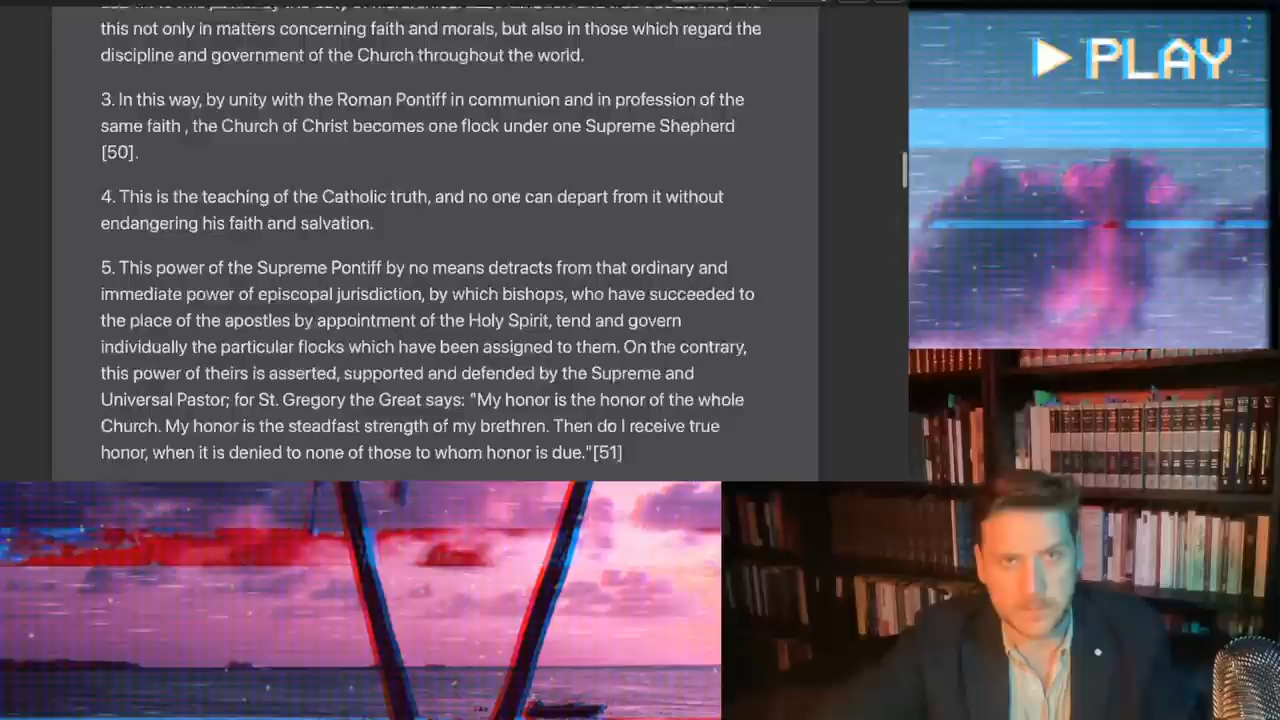 this not only in matters concerning faith and morals, but also in those which regard the
discipline and government of the Church throughout the world.
3. In this way, by unity with the Roman Pontiff in communion and in profession of the
same faith , the Church of Christ becomes one flock under one Supreme Shepherd
[50].
4. This is the teaching of the Catholic truth, and no one can depart from it without
endangering his faith and salvation.
5. This power of the Supreme Pontiff by no means detracts from that ordinary and
immediate power of episcopal jurisdiction, by which bishops, who have succeeded to
the place of the apostles by appointment of the Holy Spirit, tend and govern
individually the particular flocks which have been assigned to them. On the contrary,
this power of theirs is asserted, supported and defended by the Supreme and
Universal Pastor; for St. Gregory the Great says: "My honor is the honor of the whole
Church. My honor is the steadfast strength of my brethren. Then do I receive true
honor, when it is denied to none of those to whom honor is due."[51]
PLAY